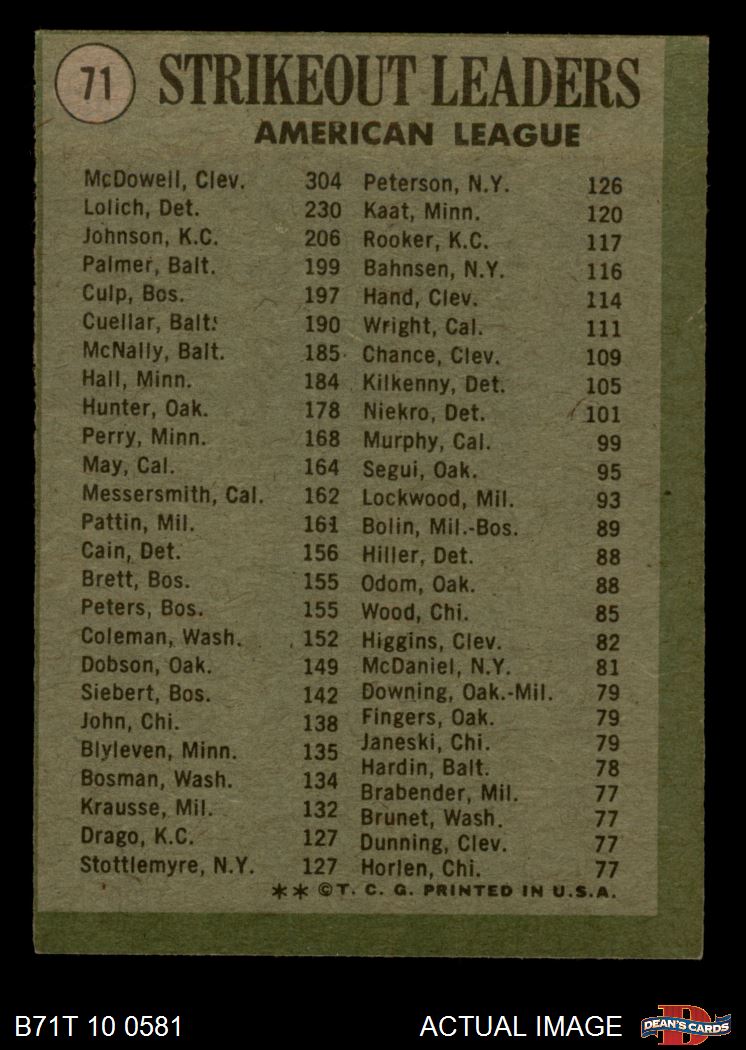 71 STRIKEOUT LEADERS
AMERICAN LEAGUE
McDowell, Clev. 304
Lolich, Det. 230
Johnson, K.C. 206
Palmer, Balt. 199
Culp, Bos. 197
Cuellar, Balt. 190
McNally, Balt. 185
Hall, Minn. 184
Hunter, Oak. 178
Perry, Minn. 168
May, Cal. 164
Messersmith, Cal. 162
Pattin, Mil. 161
Cain, Det. 156
Brett, Bos. 155
Peters, Bos. 155
Coleman, Wash. 152
Dobson, Oak. 149
Siebert, Bos. 142
John, Chi. 138
Blyleven, Minn. 135
Bosman, Wash. 134
Krausse, Mil. 132
Drago, K.C. 127
Stottlemyre, N.Y. 127
Peterson, N.Y. 126
Kaat, Minn. 120
Rooker, K.C. 117
Bahnsen, N.Y. 116
Hand, Clev. 114
Wright, Cal. 111
Chance, Clev. 109
Kilkenny, Det. 105
Niekro, Det. 101
Murphy, Cal. 99
Segui, Oak. 95
Lockwood, Mil. 93
Bolin, Mil.-Bos. 89
Hiller, Det. 88
Odom, Oak. 88
Wood, Chi. 85
Higgins, Clev. 82
McDaniel, N.Y. 81
Downing, Oak.-Mil. 79
Fingers, Oak. 79
Janeski, Chi. 79
Hardin, Balt. 78
Brabender, Mil. 77
Brunet, Wash. 77
Dunning, Clev. 77
Horlen, Chi. 77
** ©T. C. G. PRINTED IN U.S.A.
B71T 10 0581 ACTUAL IMAGE D DEAN'S CARDS